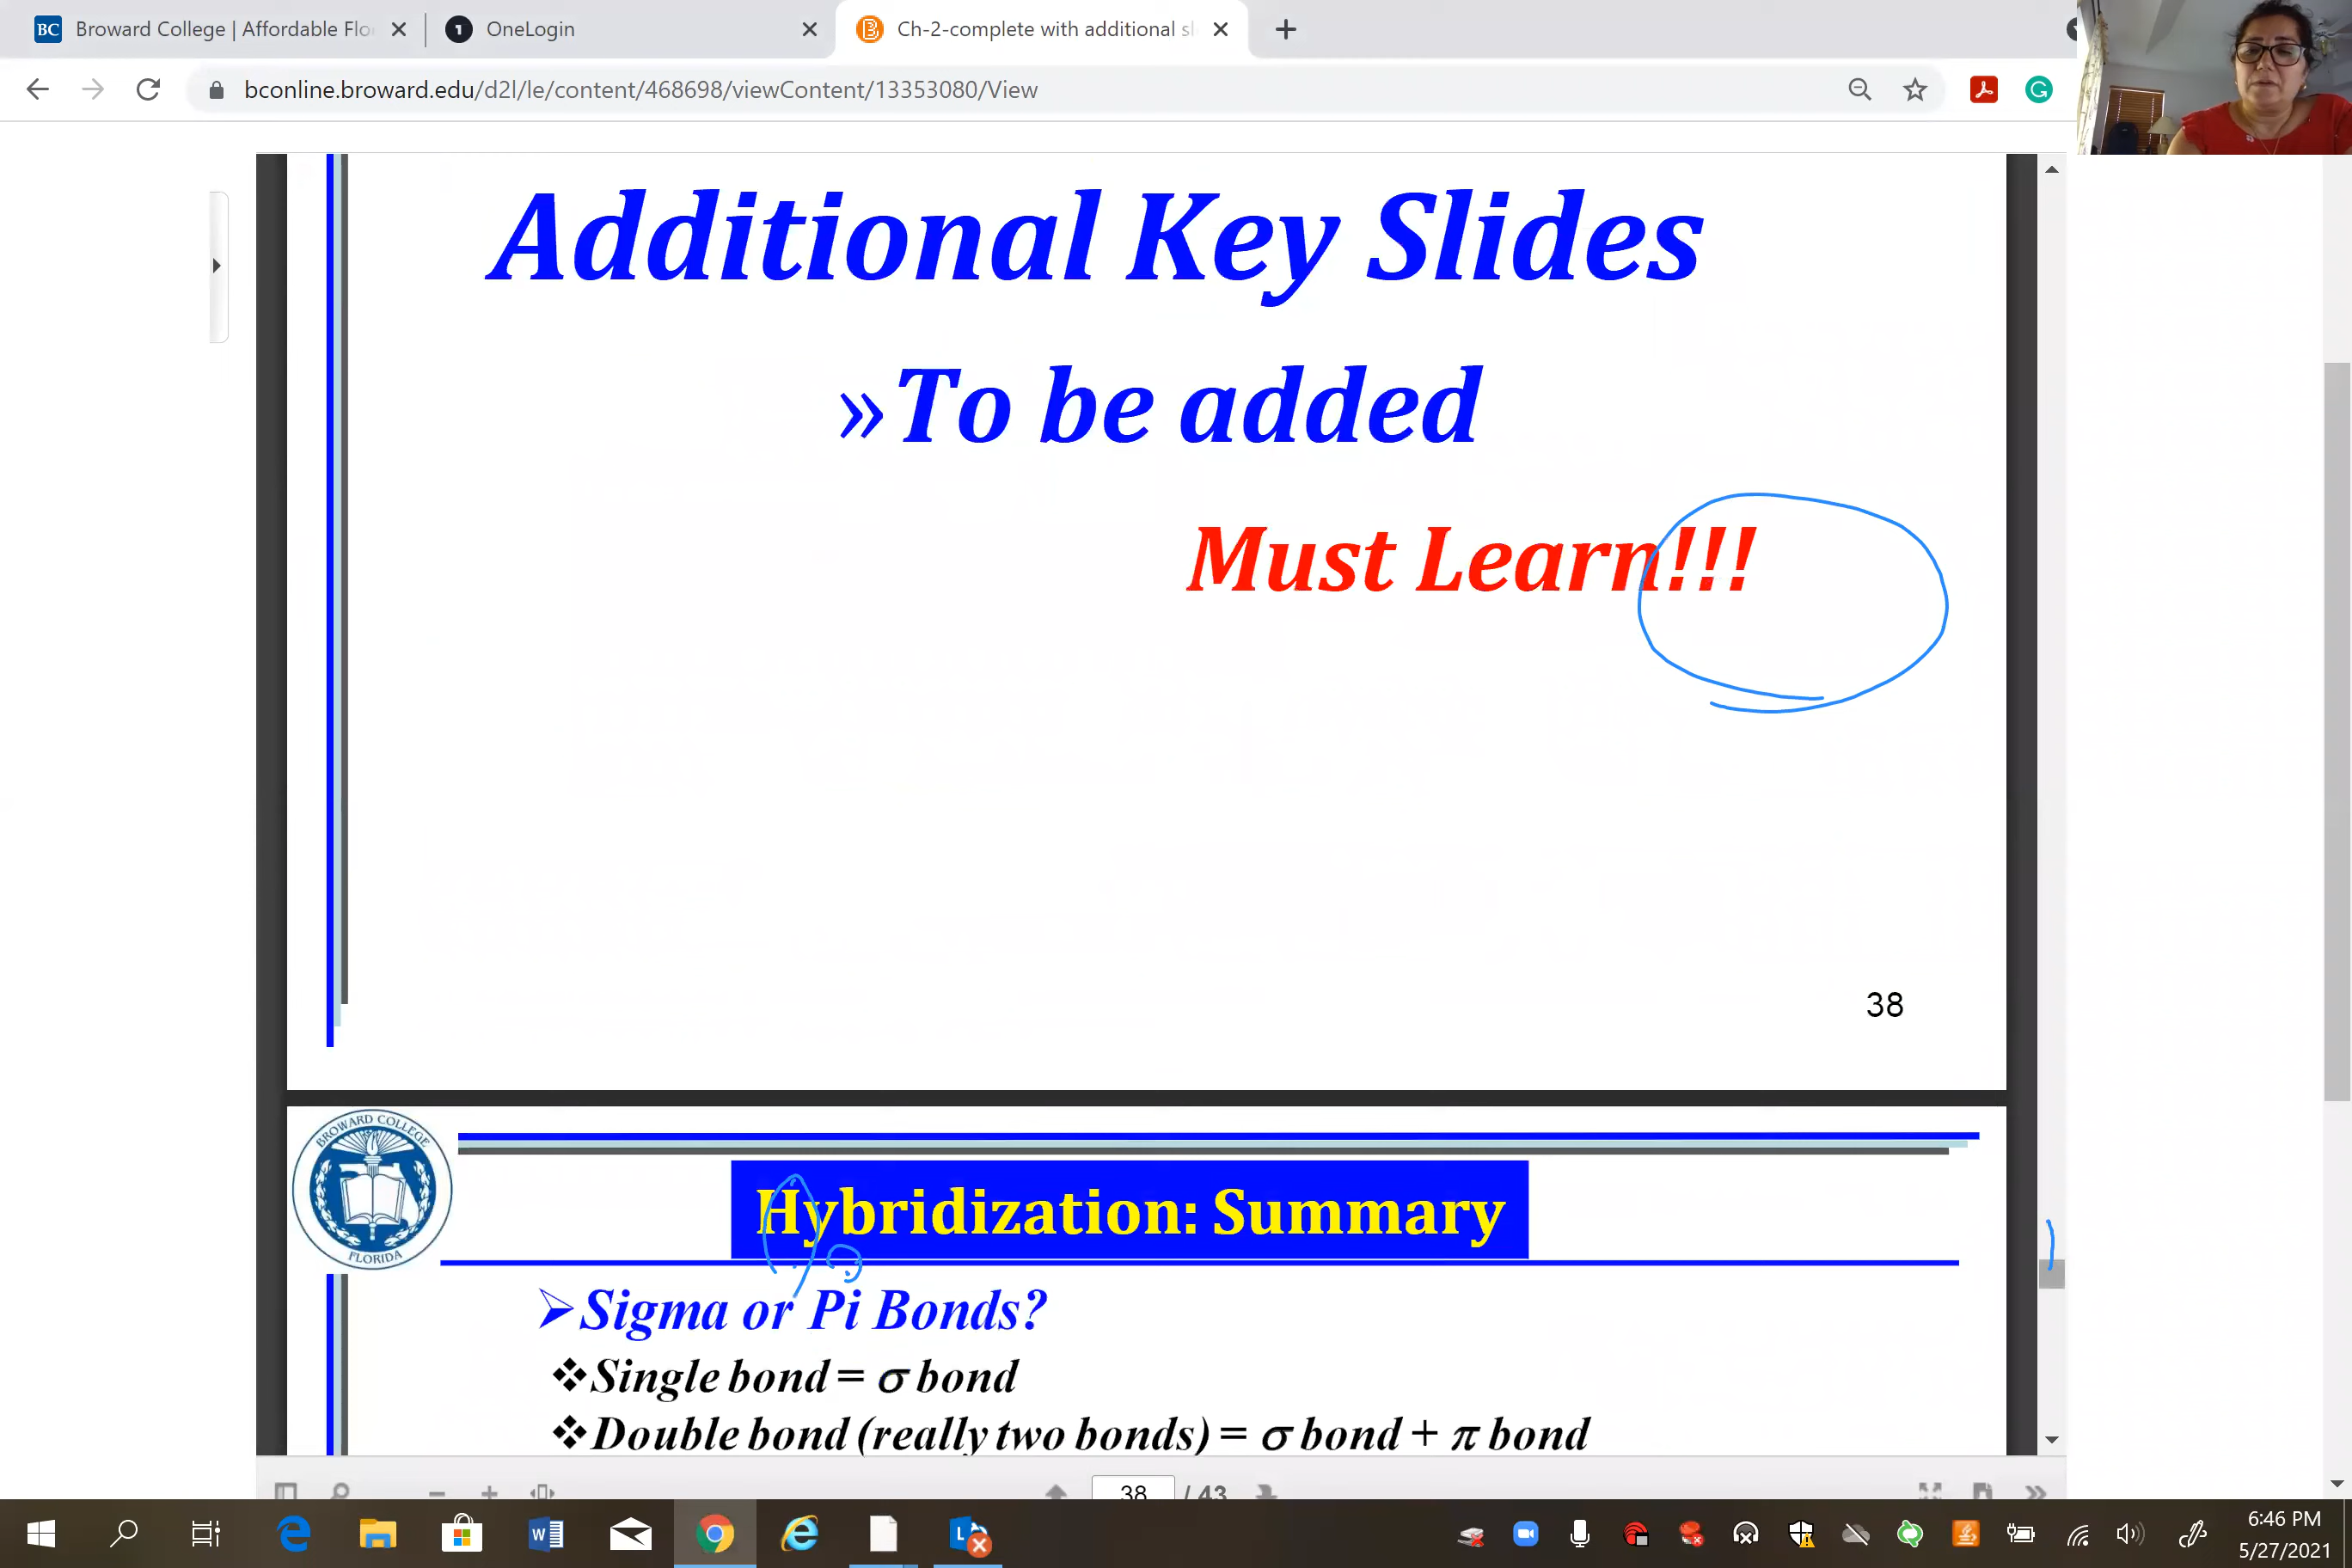 Broward College | Affordable Flo
OneLogin
Ch-2-complete with additional sl
bconline.broward.edu/d2l/le/content/468698/viewContent/13353080/View
Additional Key Slides
»To be added
Must Learn!!!
38
BROWARD COLLEGE
FLORIDA
Hybridization: Summary
Sigma or Pi Bonds?
Single bond = σ bond
Double bond (really two bonds) = σ bond + π bond
38 / 43
6:46 PM
5/27/2021